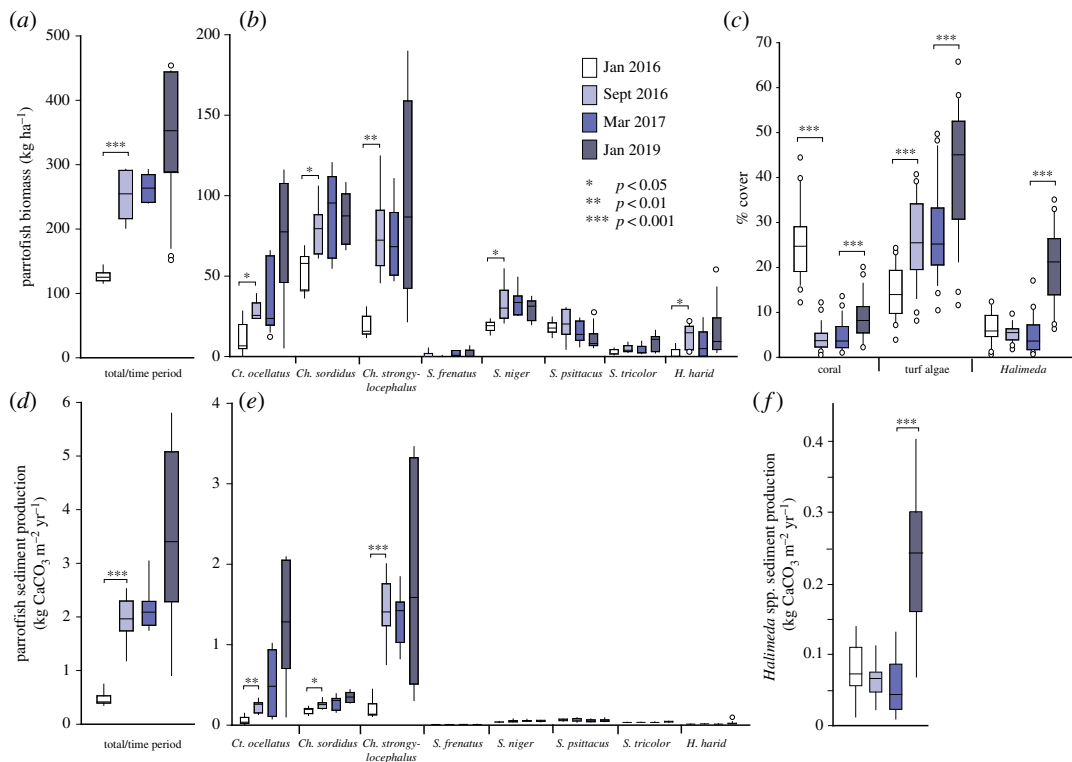 (a)
partrofish biomass (kg ha−1)
500
400
300
200
100
0
***
total/time period
(b)
200
150
100
50
0
*
*
**
*
*
Jan 2016
Sept 2016
Mar 2017
Jan 2019
* p < 0.05
** p < 0.01
*** p < 0.001
Ct. ocellatus
Ch. sordidus
Ch. strongy-
locephalus
S. frenatus
S. niger
S. psittacus
S. tricolor
H. harid
(c)
% cover
70
60
50
40
30
20
10
0
***
***
***
***
***
coral
turf algae
Halimeda
(d)
parrotfish sediment production
(kg CaCO3 m−2 yr−1)
6
5
4
3
2
1
0
***
total/time period
(e)
4
3
2
1
0
**
*
***
Ct. ocellatus
Ch. sordidus
Ch. strongy-
locephalus
S. frenatus
S. niger
S. psittacus
S. tricolor
H. harid
(f)
Halimeda spp. sediment production
(kg CaCO3 m−2 yr−1)
0.4
0.3
0.2
0.1
0
***